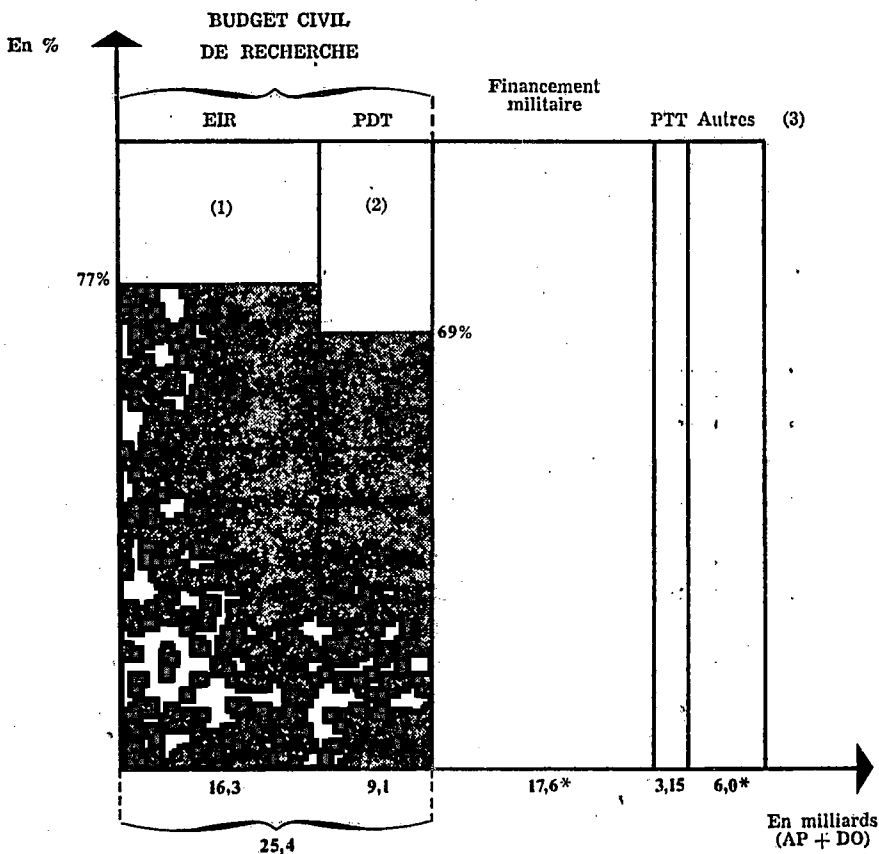 BUDGET CIVIL
DE RECHERCHE
En %
Financement
militaire
EIR
PDT
PTT
Autres
(3)
(1)
(2)
77%
69%
16,3
9,1
17,6*
3,15
6,0*
25,4
En milliards
(AP + DO)